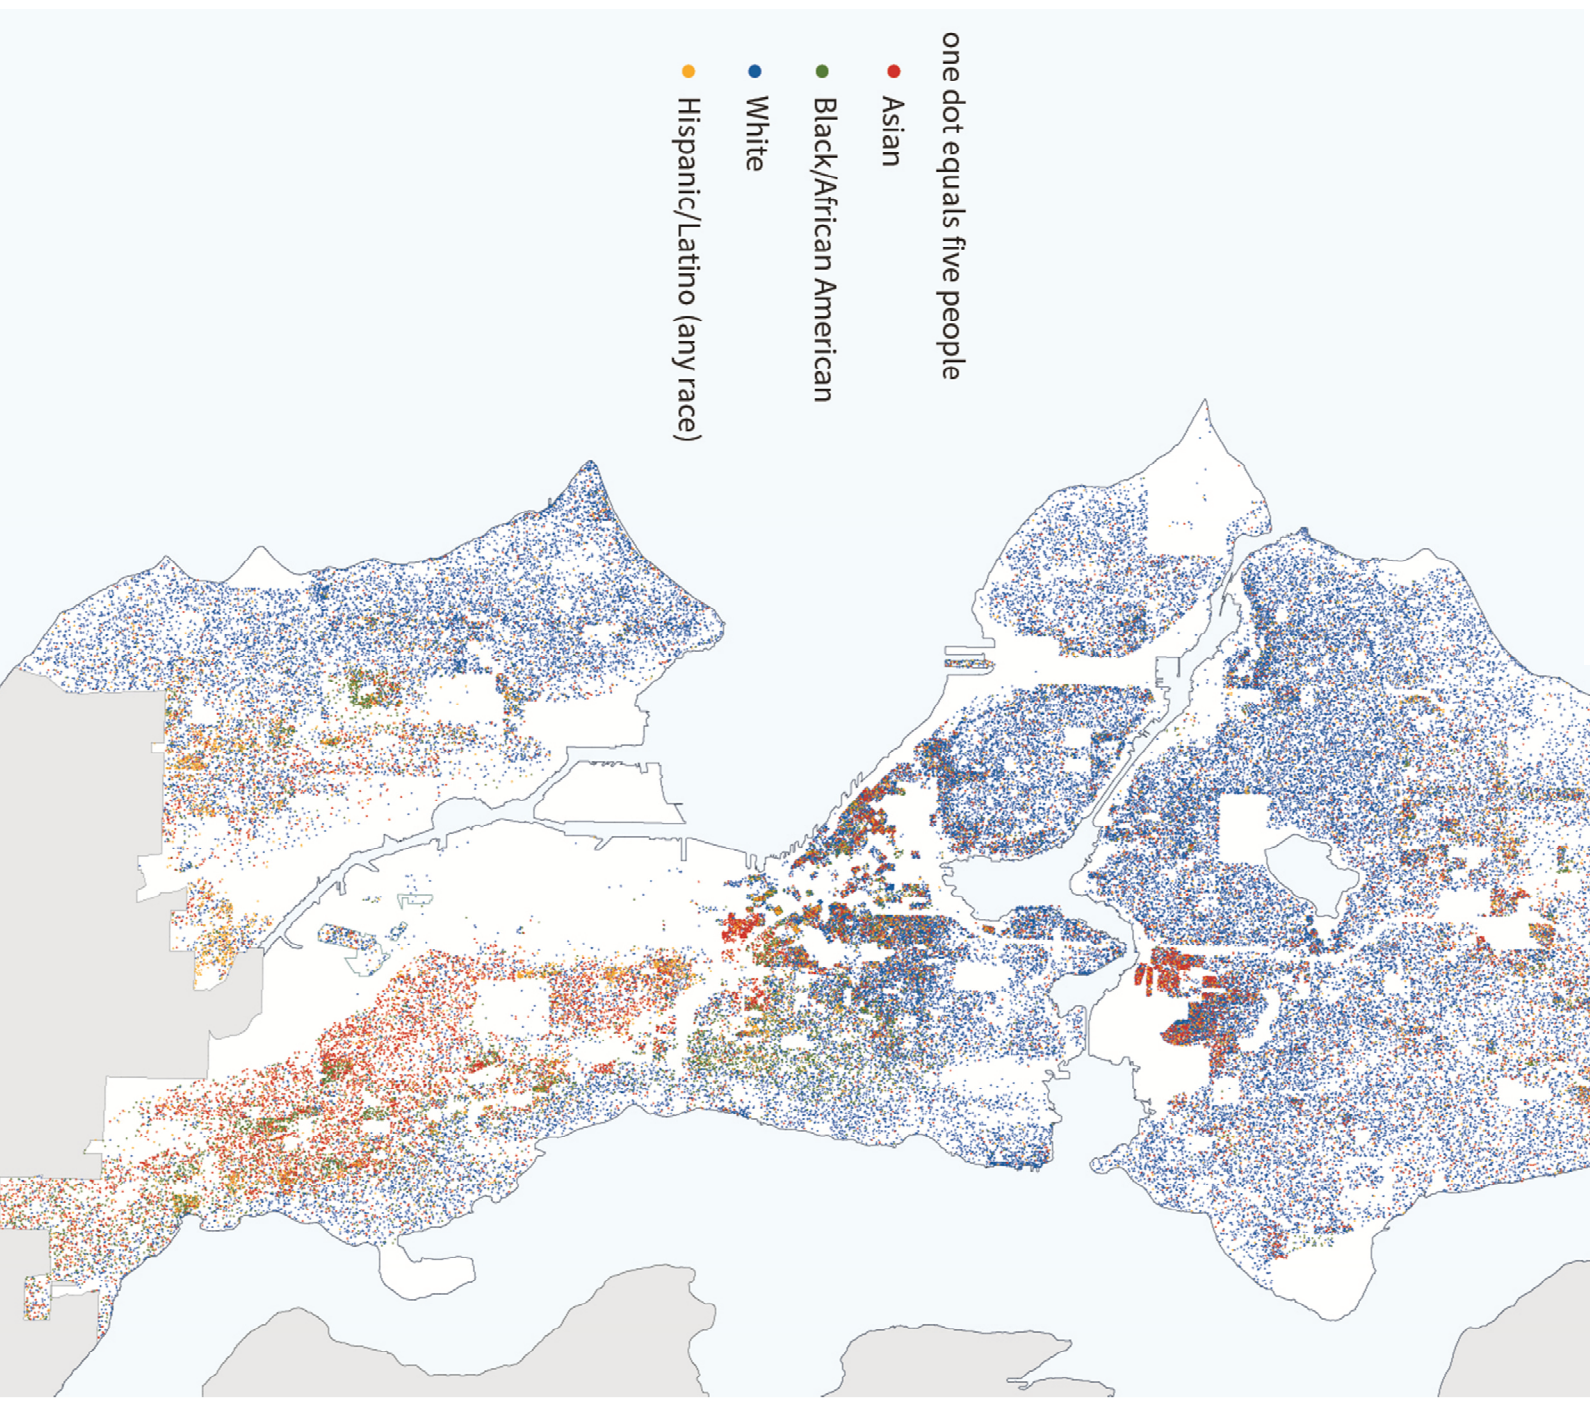 one dot equals five people
Asian
Black/African American
White
Hispanic/Latino (any race)